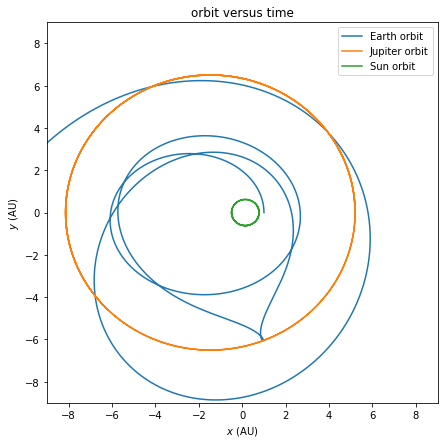 orbit versus time
Earth orbit
Jupiter orbit
Sun orbit
8
6
4
2
0
−2
−4
−6
−8
y (AU)
−8 −6 −4 −2 0 2 4 6 8
x (AU)